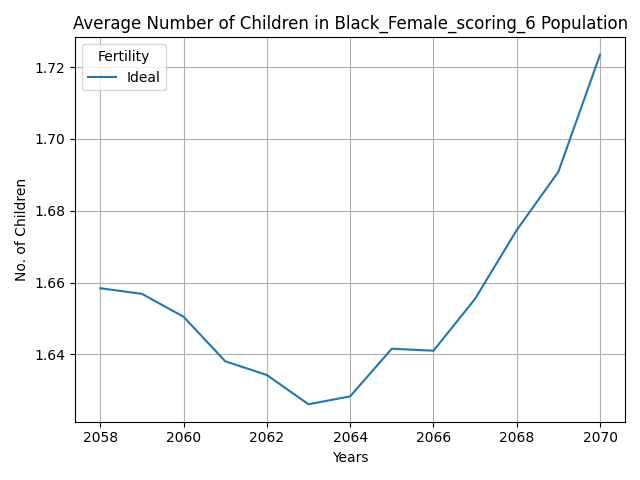 Average Number of Children in Black_Female_scoring_6 Population
Fertility
Ideal
1.72
1.70
1.68
1.66
1.64
No. of Children
2058 2060 2062 2064 2066 2068 2070
Years